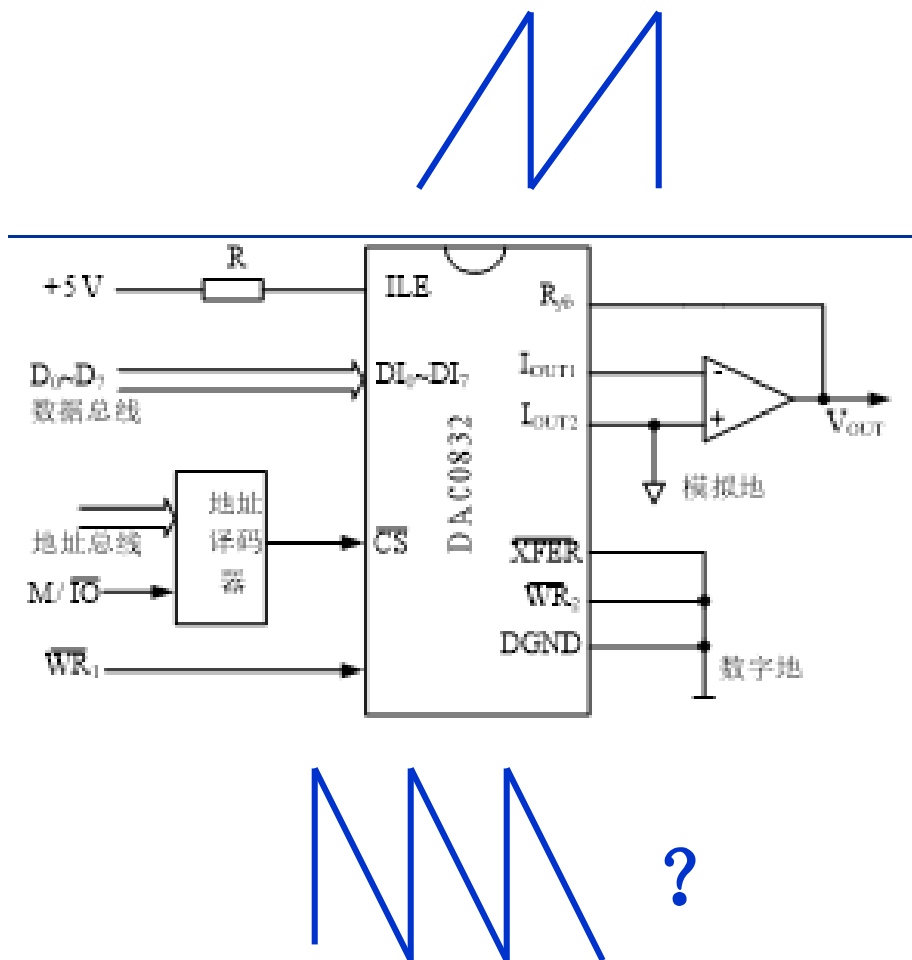 R
+5V
ILE
Rfb
D0~D7
DI0~DI7
数据总线
IOUT1
-
IOUT2
+
VOUT
DAC0832
模拟地
地址
译码
器
地址总线
CS
XFER
M/IO
WR2
WR1
DGND
数字地
?